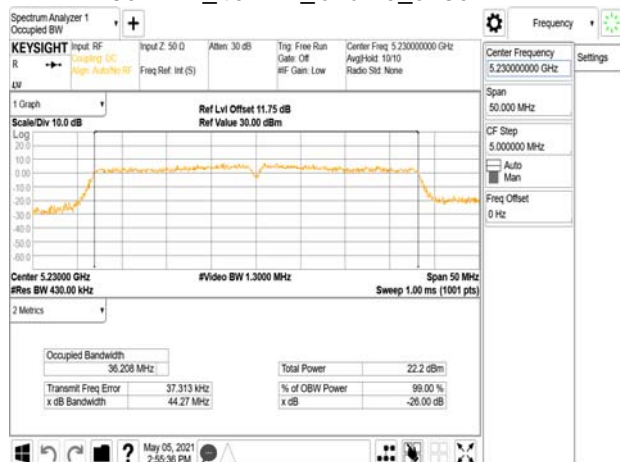 Spectrum Analyzer 1
Occupied BW
Frequency
KEYSIGHT Input: RF Input Z: 50 Ω Atten: 30 dB Trig: Free Run Center Freq: 5.230000000 GHz
R Coupling: DC Gate: Off Avg|Hold: 10/10
Align: Auto/No RF Freq Ref: Int (S) #IF Gain: Low Radio Std: None
Center Frequency
5.230000000 GHz
Settings
Span
50.000 MHz
CF Step
5.000000 MHz
Auto
Man
Freq Offset
0 Hz
1 Graph
Ref Lvl Offset 11.75 dB
Scale/Div 10.0 dB Ref Value 30.00 dBm
Log
20.0
10.0
0.00
-10.0
-20.0
-30.0
-40.0
-50.0
-60.0
Center 5.23000 GHz #Video BW 1.3000 MHz Span 50 MHz
#Res BW 430.00 kHz Sweep 1.00 ms (1001 pts)
2 Metrics
Occupied Bandwidth
36.208 MHz
Total Power 22.2 dBm
Transmit Freq Error 37.313 kHz % of OBW Power 99.00 %
x dB Bandwidth 44.27 MHz x dB -26.00 dB
?
May 05, 2021
2:55:36 PM